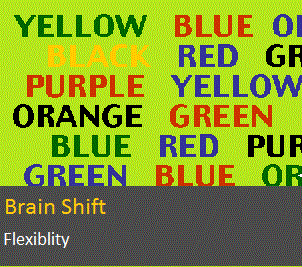 YELLOW BLUE OR
BLACK RED GR
PURPLE YELLOW
ORANGE GREEN
BLUE RED PUR
GREEN BLUE OR
Brain Shift
Flexiblity